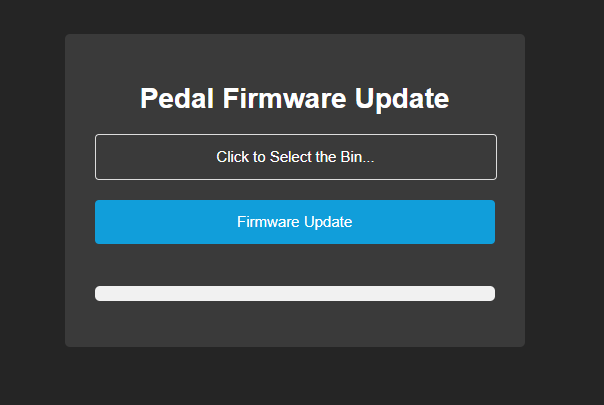 Pedal Firmware Update
Click to Select the Bin...
Firmware Update